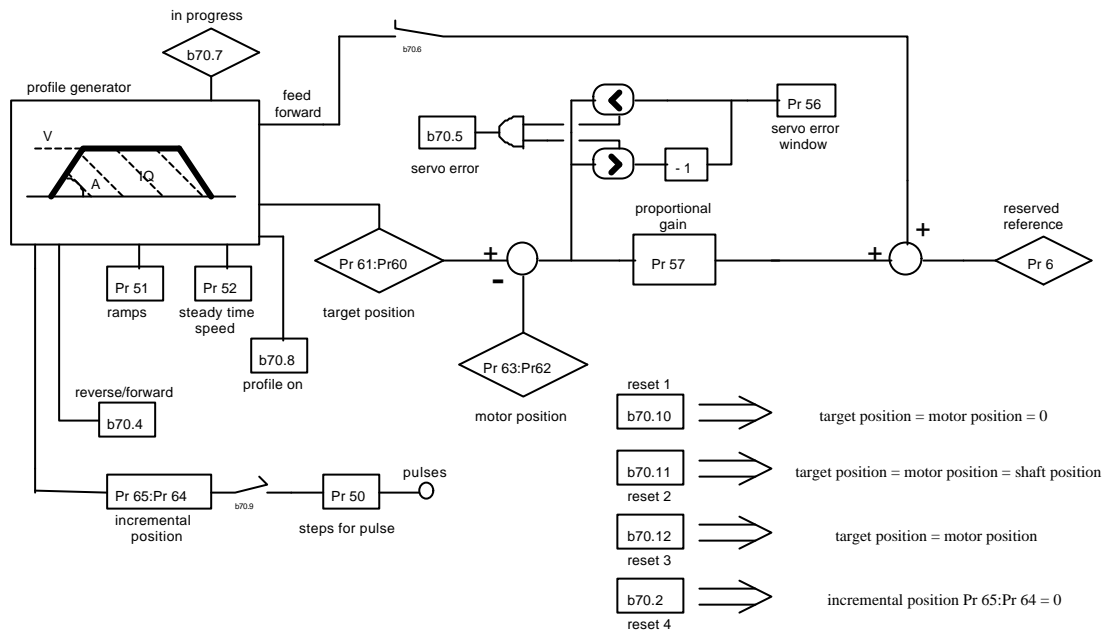 in progress
b70.7
b70.6
profile generator
feed
forward
V
A
IQ
b70.5
servo error
Pr 56
servo error
window
- 1
proportional
gain
Pr 57
reserved
reference
Pr 6
+
+
+
-
-
Pr 61:Pr60
target position
Pr 51
ramps
Pr 52
steady time
speed
b70.8
profile on
Pr 63:Pr62
motor position
reverse/forward
b70.4
Pr 65:Pr 64
incremental
position
b70.9
Pr 50
steps for pulse
pulses
reset 1
b70.10
target position = motor position = 0
b70.11
reset 2
target position = motor position = shaft position
b70.12
reset 3
target position = motor position
b70.2
reset 4
incremental position Pr 65:Pr 64 = 0